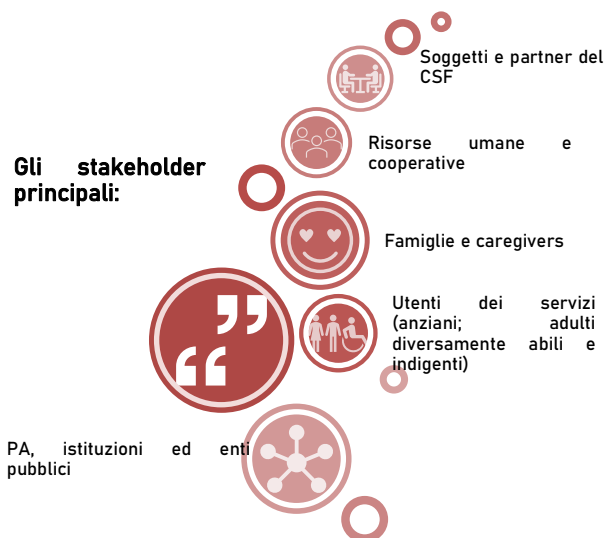 Soggetti e partner del
CSF
Risorse umane e
cooperative
Gli stakeholder
principali:
Famiglie e caregivers
Utenti dei servizi
(anziani; adulti
diversamente abili e
indigenti)
PA, istituzioni ed enti
pubblici